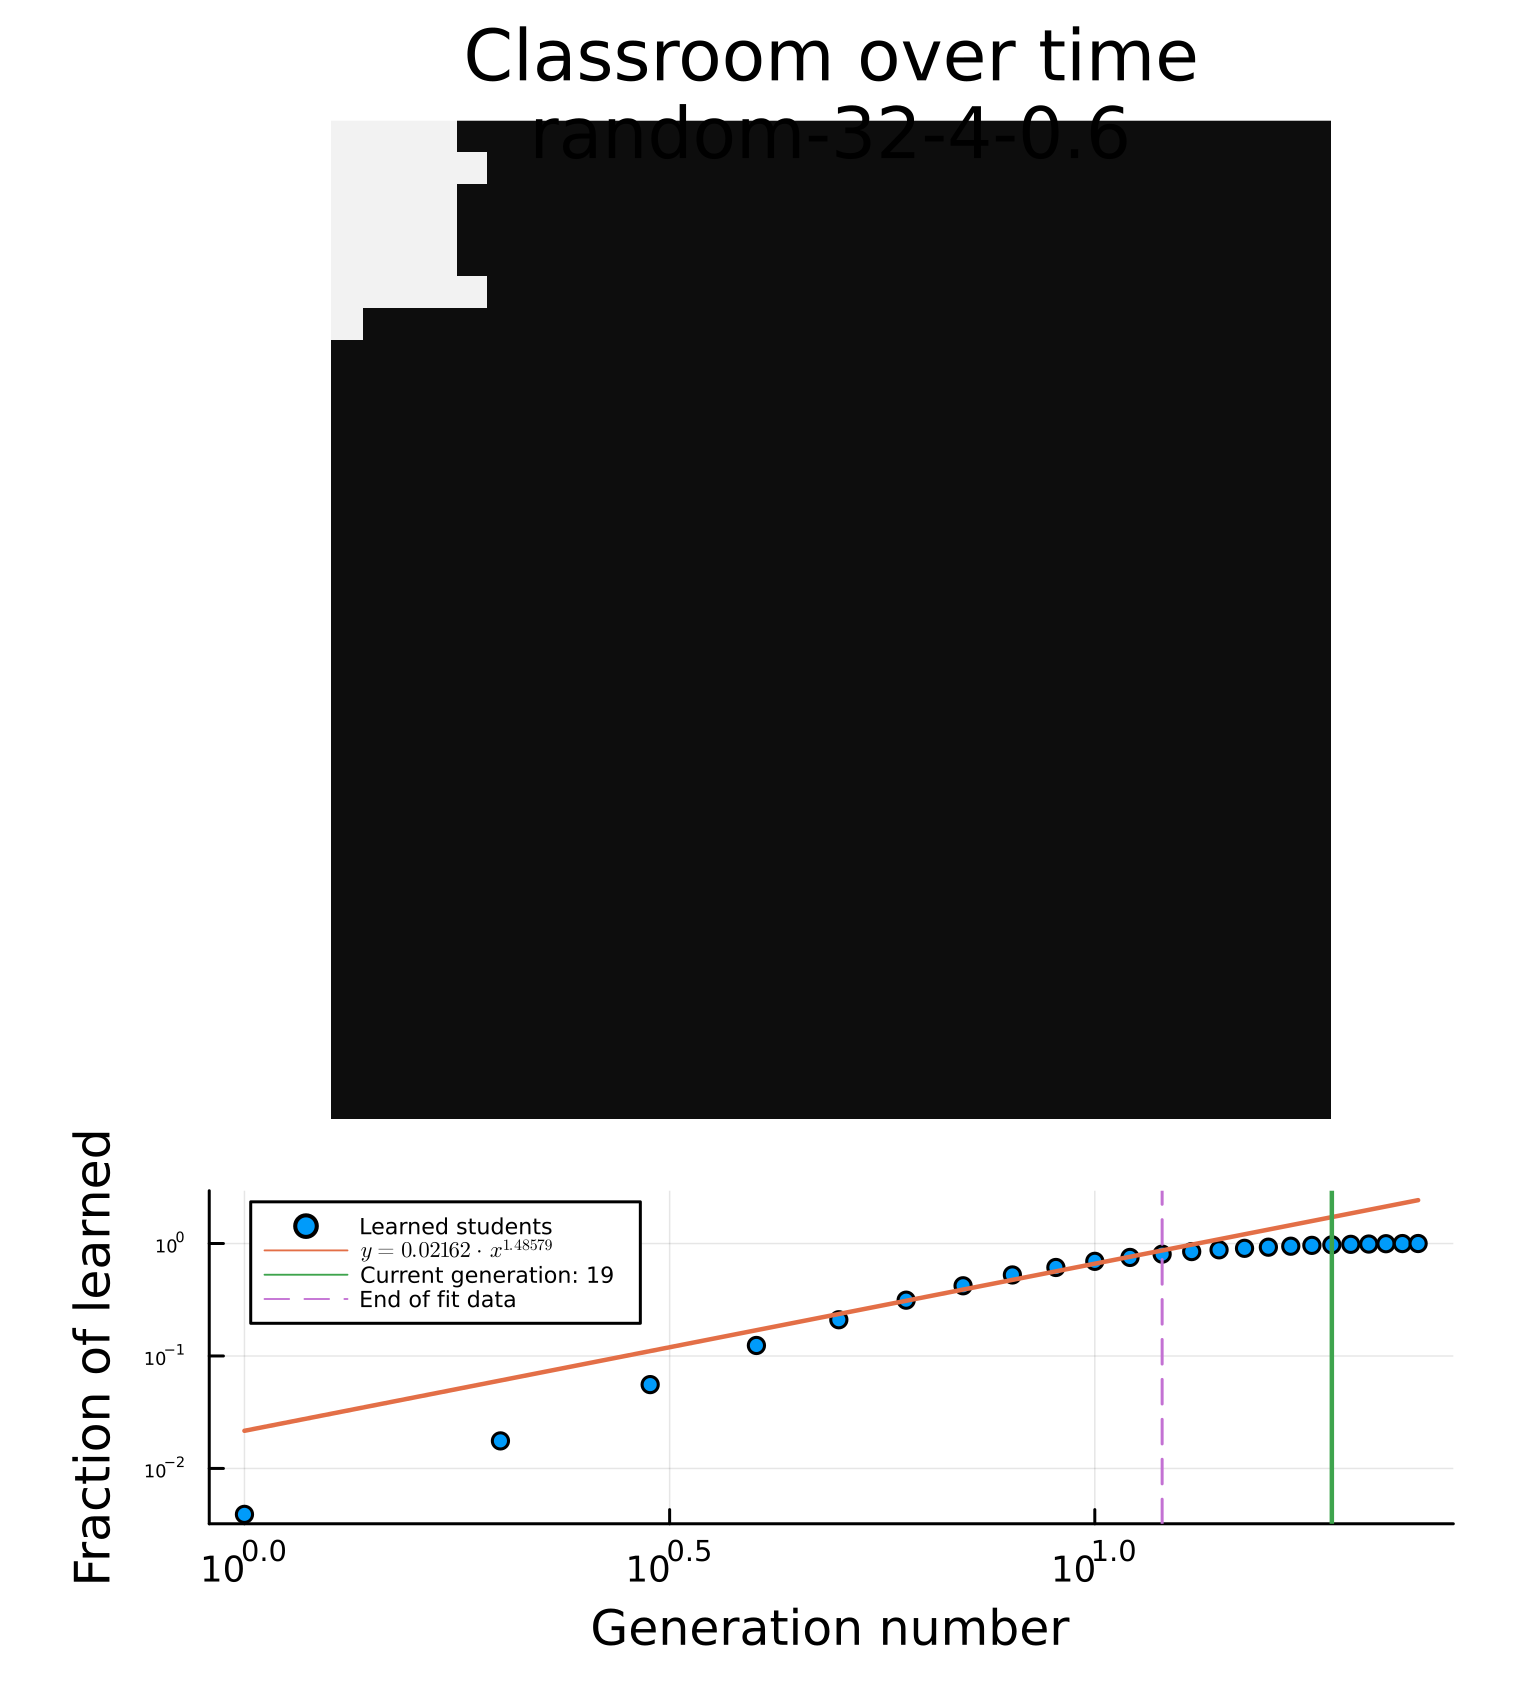 Classroom over time
random-32-4-0.6
Fraction of learned
Learned students
y = 0.02162 · x^1.48579
Current generation: 19
End of fit data
10^0
10^−1
10^−2
10^0.0
10^0.5
10^1.0
Generation number